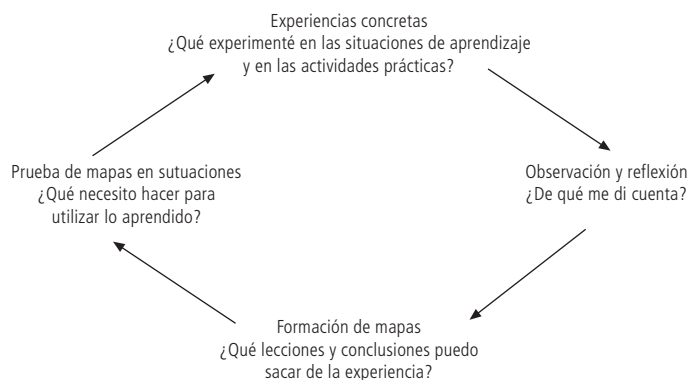 Experiencias concretas
¿Qué experimenté en las situaciones de aprendizaje
y en las actividades prácticas?
Prueba de mapas en sutuaciones
¿Qué necesito hacer para
utilizar lo aprendido?
Observación y reflexión
¿De qué me di cuenta?
Formación de mapas
¿Qué lecciones y conclusiones puedo
sacar de la experiencia?